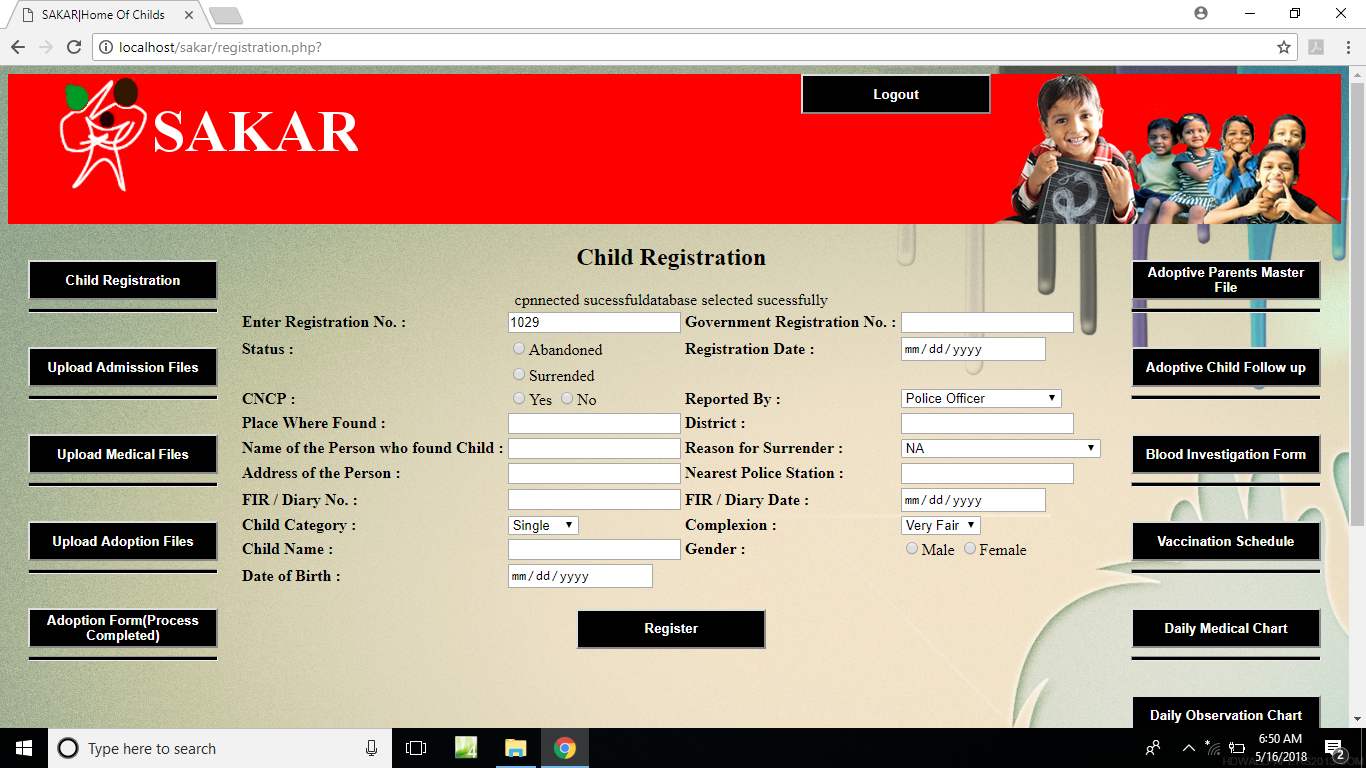 SAKAR|Home Of Childs
localhost/sakar/registration.php?
Logout
SAKAR
Child Registration
Child Registration
Adoptive Parents Master
File
cpnnected sucessfuldatabase selected sucessfully
Enter Registration No. : 1029 Government Registration No. :
Status : Abandoned Registration Date : mm/dd/yyyy
Upload Admission Files
Adoptive Child Follow up
Surrended
CNCP : Yes No Reported By : Police Officer
Place Where Found : District :
Name of the Person who found Child : Reason for Surrender : NA
Upload Medical Files
Blood Investigation Form
Address of the Person : Nearest Police Station :
FIR / Diary No. : FIR / Diary Date : mm/dd/yyyy
Child Category : Single Complexion : Very Fair
Upload Adoption Files
Vaccination Schedule
Child Name : Gender : Male Female
Date of Birth : mm/dd/yyyy
Adoption Form(Process
Completed)
Register
Daily Medical Chart
Daily Observation Chart
Type here to search
6:50 AM
5/16/2018
2